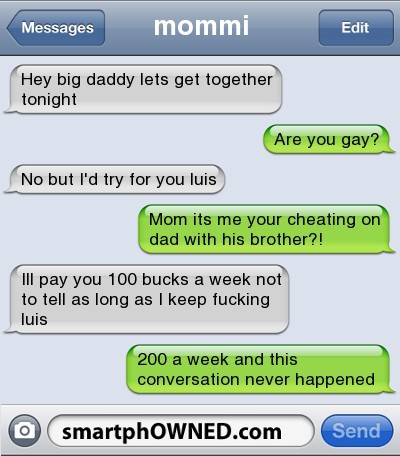 Messages
mommi
Edit
Hey big daddy lets get together
tonight
Are you gay?
No but I'd try for you luis
Mom its me your cheating on
dad with his brother?!
Ill pay you 100 bucks a week not
to tell as long as I keep fucking
luis
200 a week and this
conversation never happened
smartphOWNED.com
Send